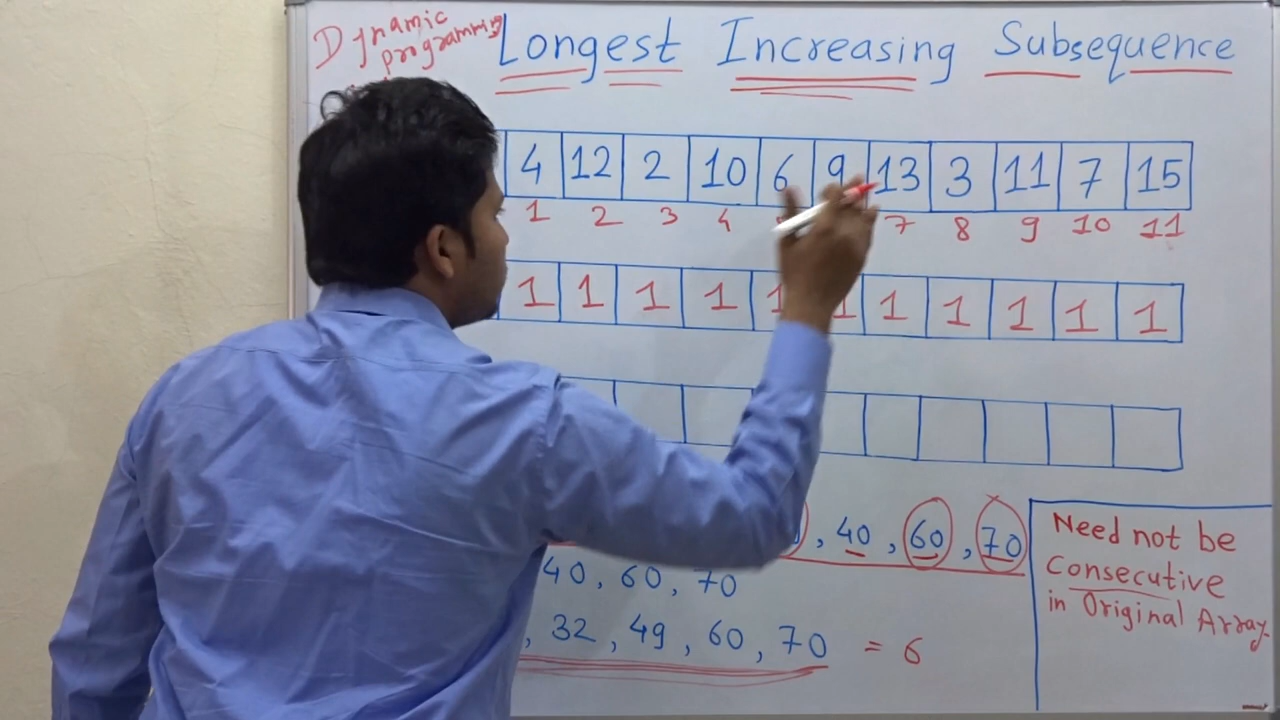 Dynamic programming
Longest Increasing Subsequence
4 12 2 10 6 9 13 3 11 7 15
1 2 3 4 7 8 9 10 11
1 1 1 1 1 1 1 1 1 1 1
, 40 , 60 , 70
40 , 60 , 70
, 32 , 49 , 60 , 70 = 6
Need not be
Consecutive
in Original Array.